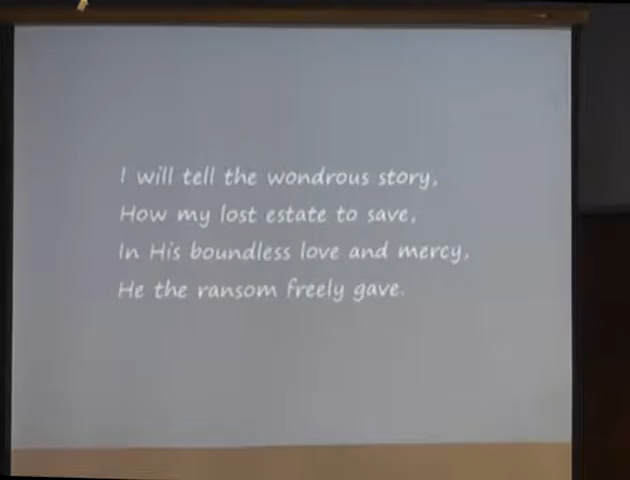 I will tell the wondrous story,
How my lost estate to save,
In His boundless love and mercy,
He the ransom freely gave.